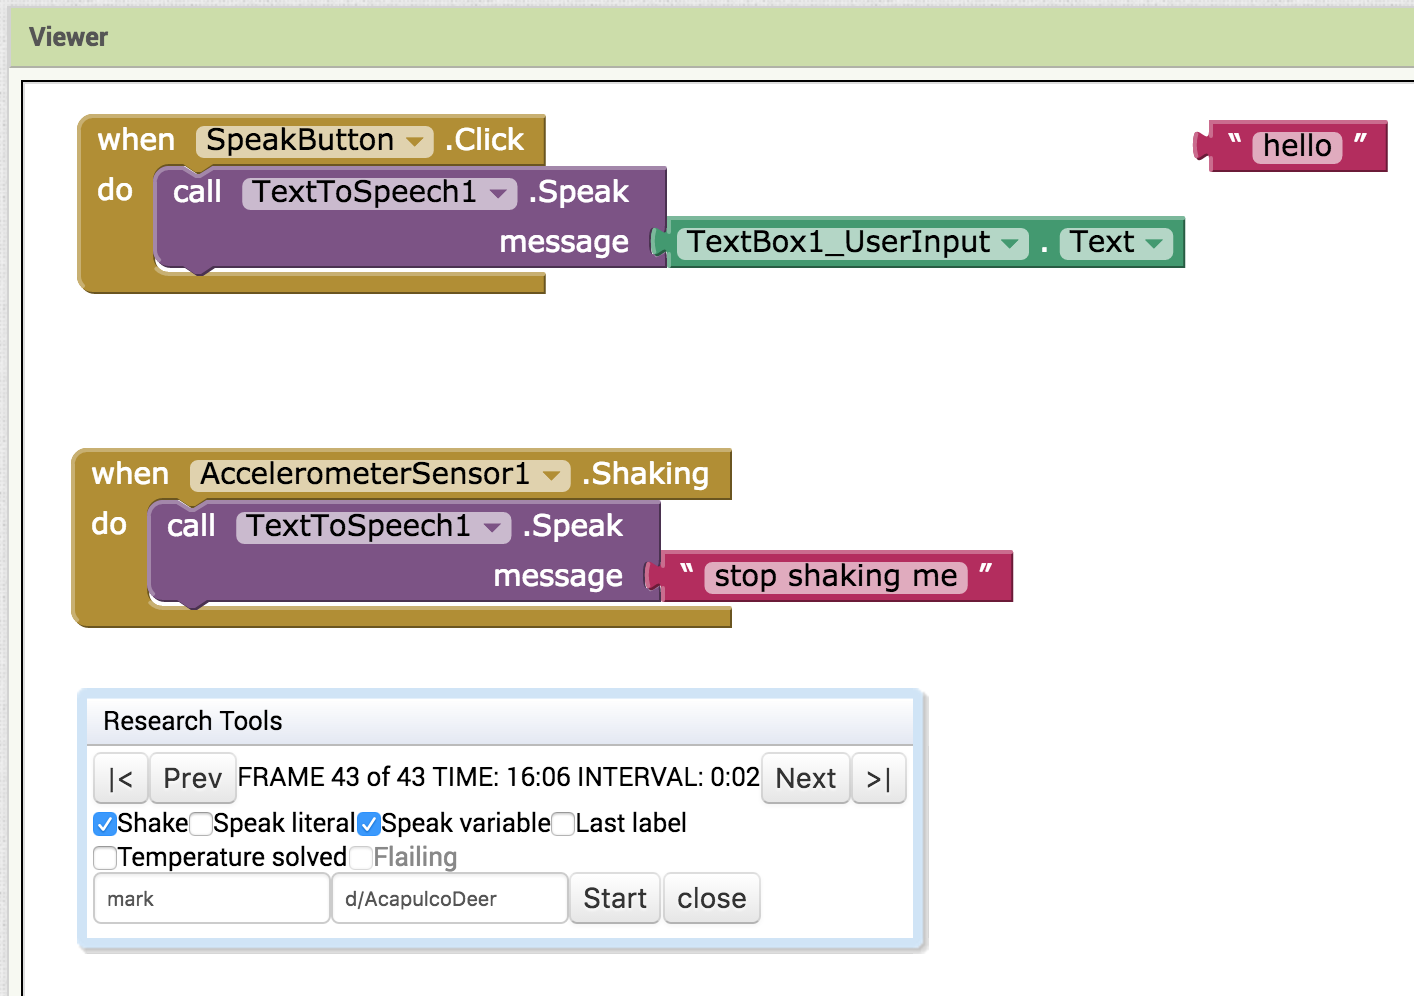 Viewer
when SpeakButton .Click
" hello "
do call TextToSpeech1 .Speak
message TextBox1_UserInput . Text
when AccelerometerSensor1 .Shaking
do call TextToSpeech1 .Speak
message " stop shaking me "
Research Tools
|< Prev FRAME 43 of 43 TIME: 16:06 INTERVAL: 0:02 Next >|
Shake Speak literal Speak variable Last label
Temperature solved Flailing
mark d/AcapulcoDeer Start close